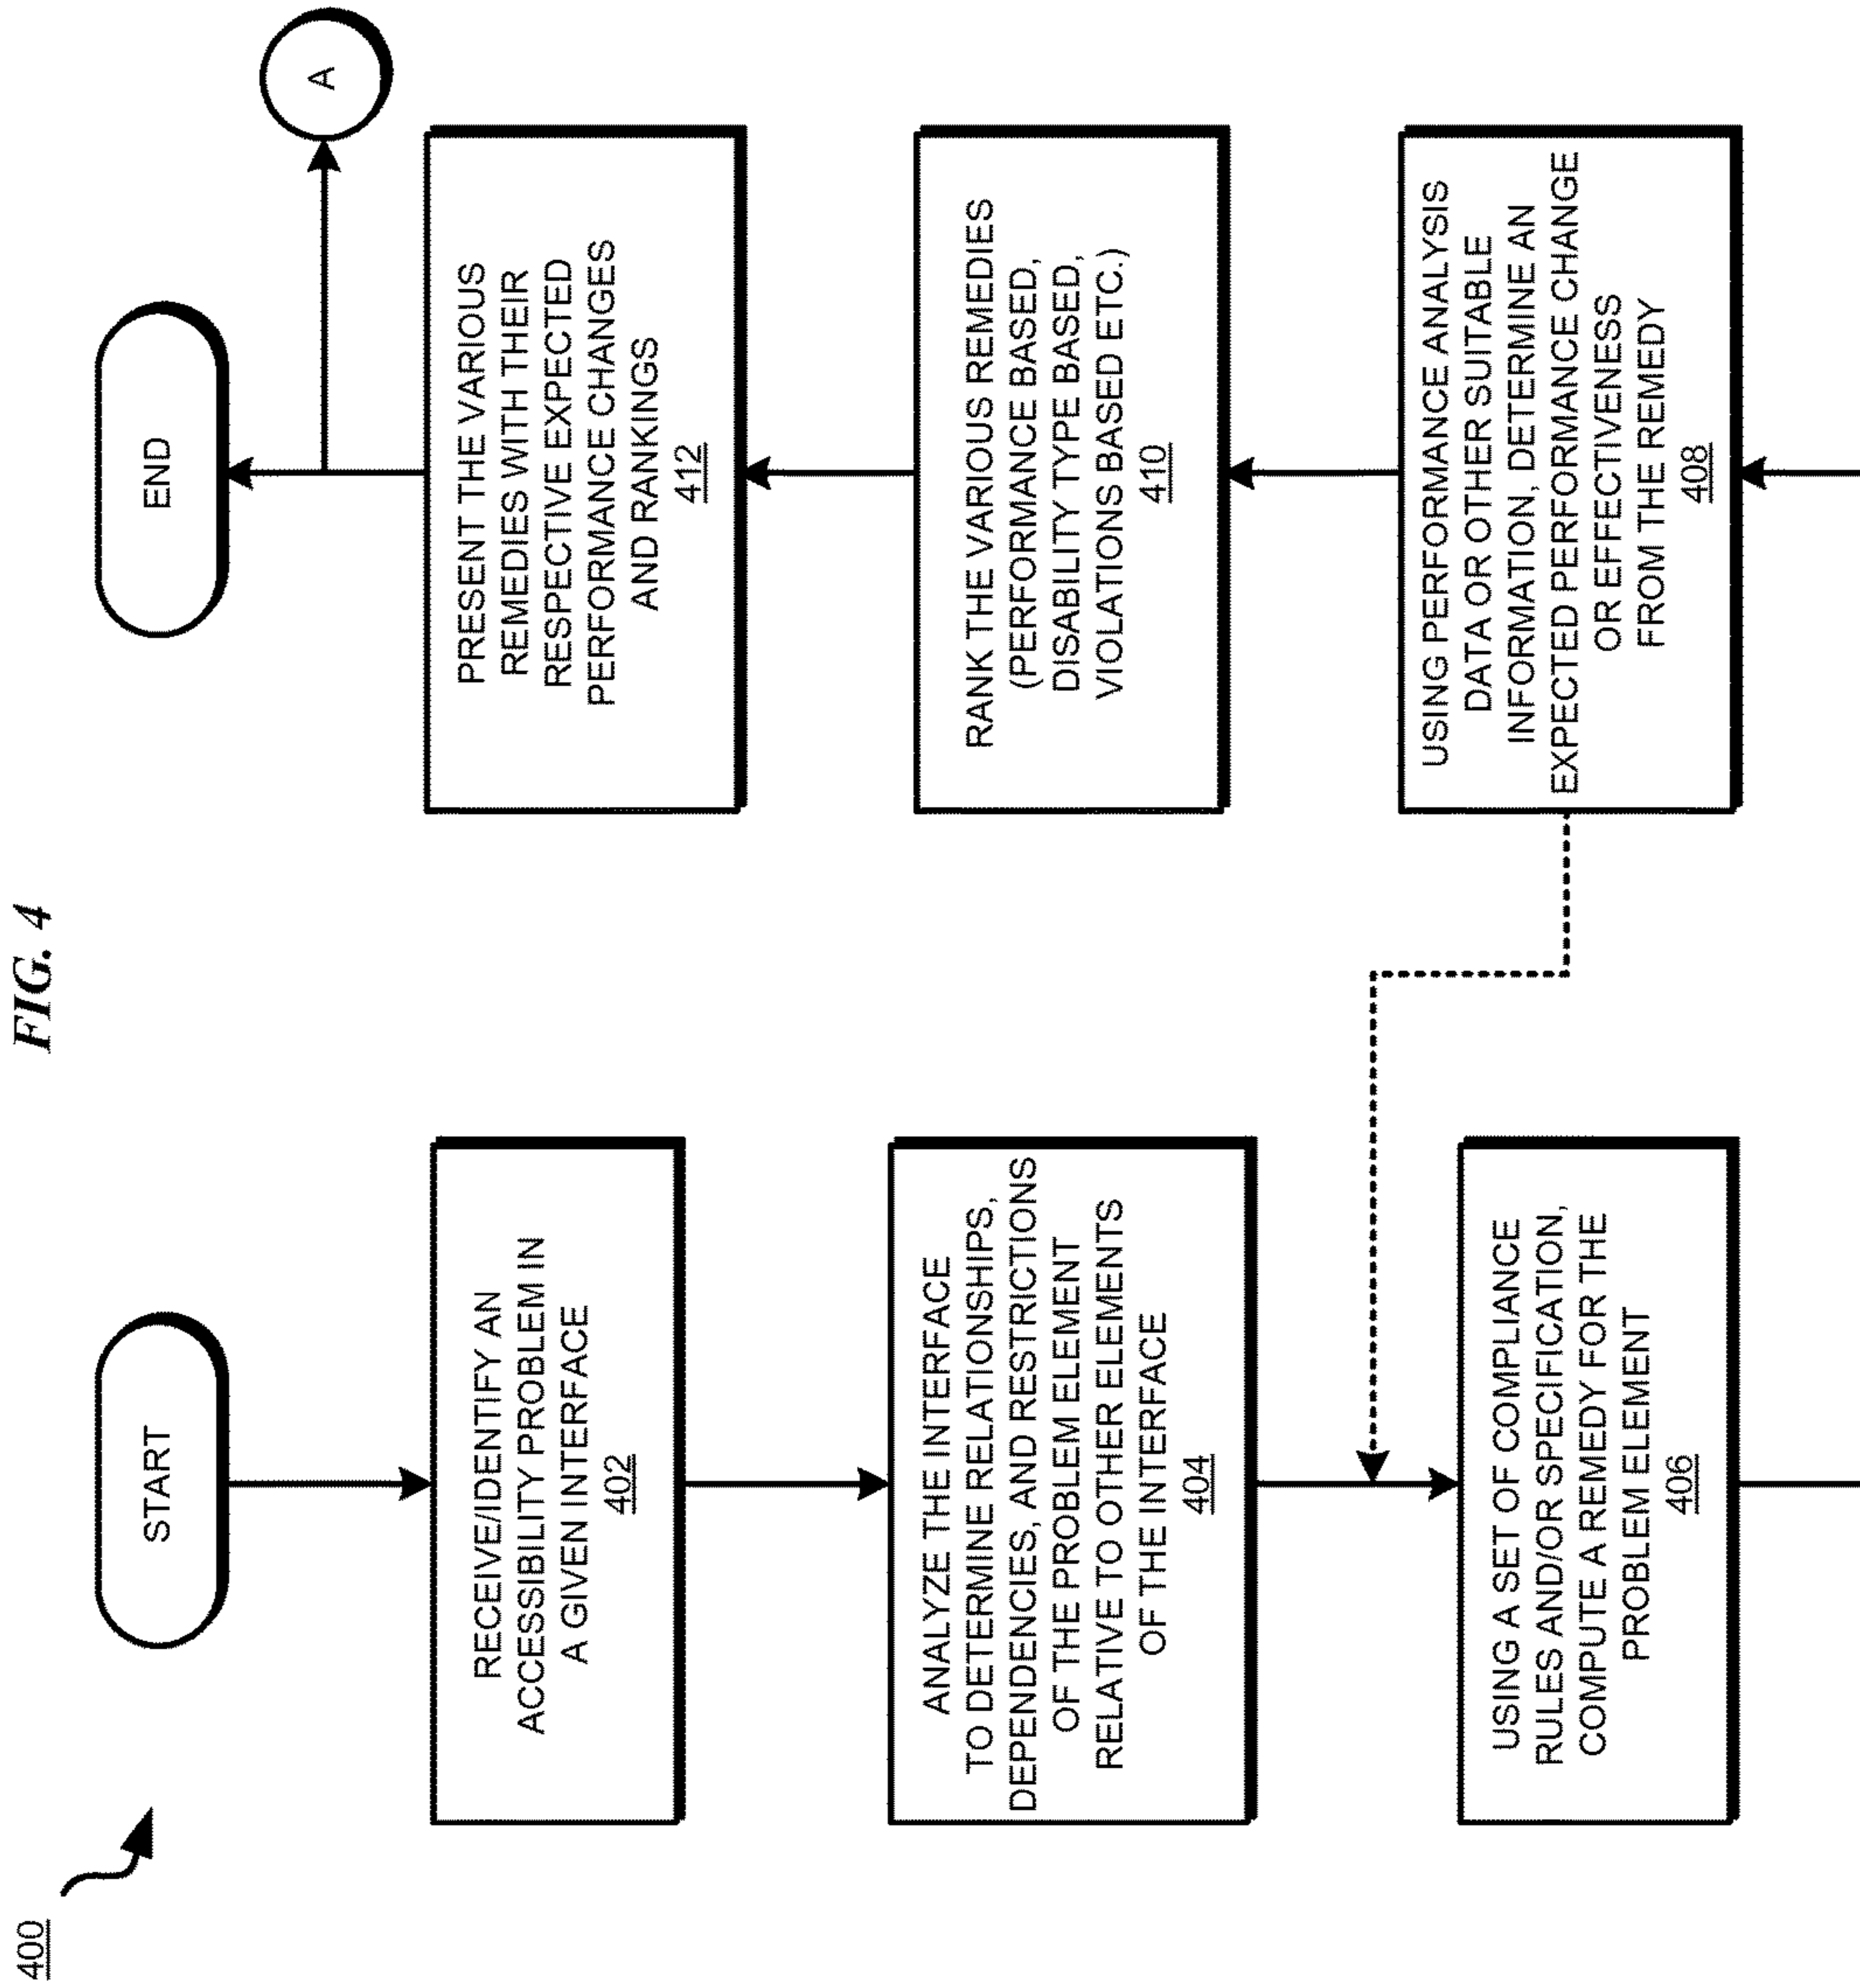 FIG. 4
400
START
RECEIVE/IDENTIFY AN
ACCESSIBILITY PROBLEM IN
A GIVEN INTERFACE
402
ANALYZE THE INTERFACE
TO DETERMINE RELATIONSHIPS,
DEPENDENCIES, AND RESTRICTIONS
OF THE PROBLEM ELEMENT
RELATIVE TO OTHER ELEMENTS
OF THE INTERFACE
404
USING A SET OF COMPLIANCE
RULES AND/OR SPECIFICATION,
COMPUTE A REMEDY FOR THE
PROBLEM ELEMENT
406
USING PERFORMANCE ANALYSIS
DATA OR OTHER SUITABLE
INFORMATION, DETERMINE AN
EXPECTED PERFORMANCE CHANGE
OR EFFECTIVENESS
FROM THE REMEDY
408
RANK THE VARIOUS REMEDIES
(PERFORMANCE BASED,
DISABILITY TYPE BASED,
VIOLATIONS BASED ETC.)
410
PRESENT THE VARIOUS
REMEDIES WITH THEIR
RESPECTIVE EXPECTED
PERFORMANCE CHANGES
AND RANKINGS
412
END
A